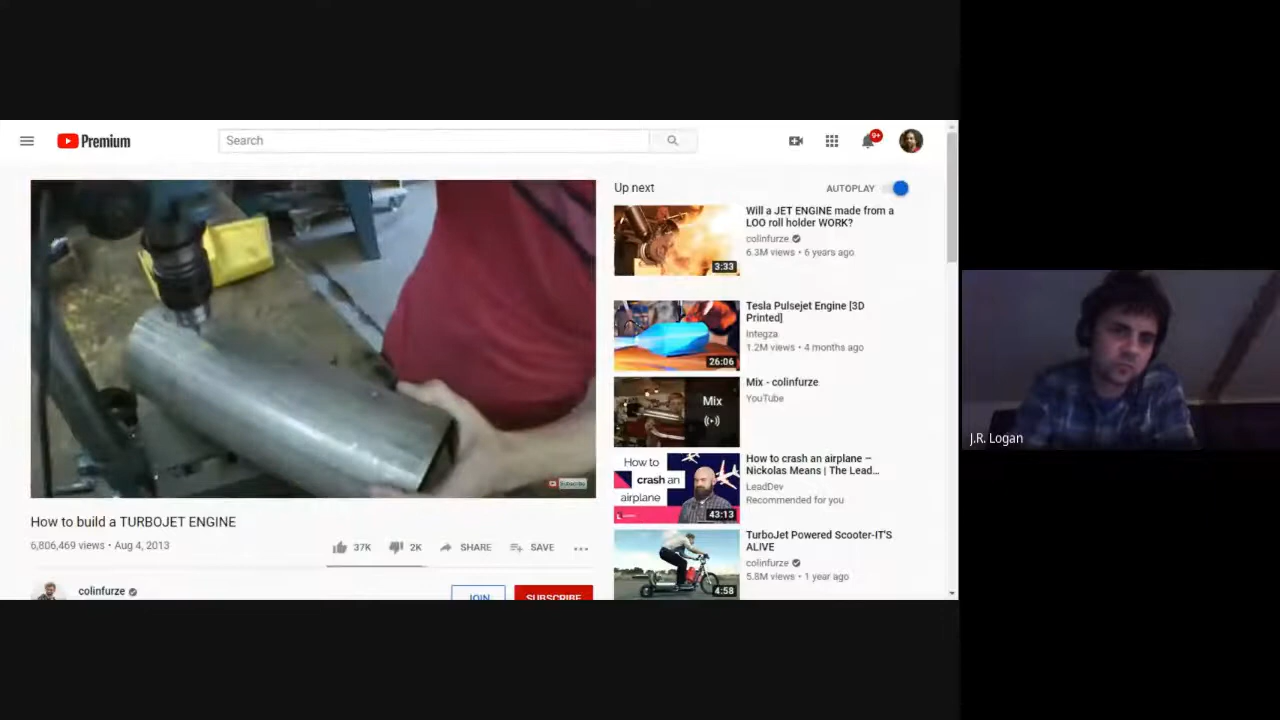 Premium
Search
9+
Up next
AUTOPLAY
Will a JET ENGINE made from a
LOO roll holder WORK?
colinfurze
6.3M views • 6 years ago
3:33
Tesla Pulsejet Engine [3D
Printed]
Integza
1.2M views • 4 months ago
26:06
Mix - colinfurze
YouTube
Mix
How to
crash an
airplane
How to crash an airplane –
Nickolas Means | The Lead...
LeadDev
Recommended for you
43:13
TurboJet Powered Scooter-IT'S
ALIVE
colinfurze
5.8M views • 1 year ago
4:58
Subscribe
How to build a TURBOJET ENGINE
6,806,469 views • Aug 4, 2013
37K
2K
SHARE
SAVE
colinfurze
JOIN
SUBSCRIBE
J.R. Logan